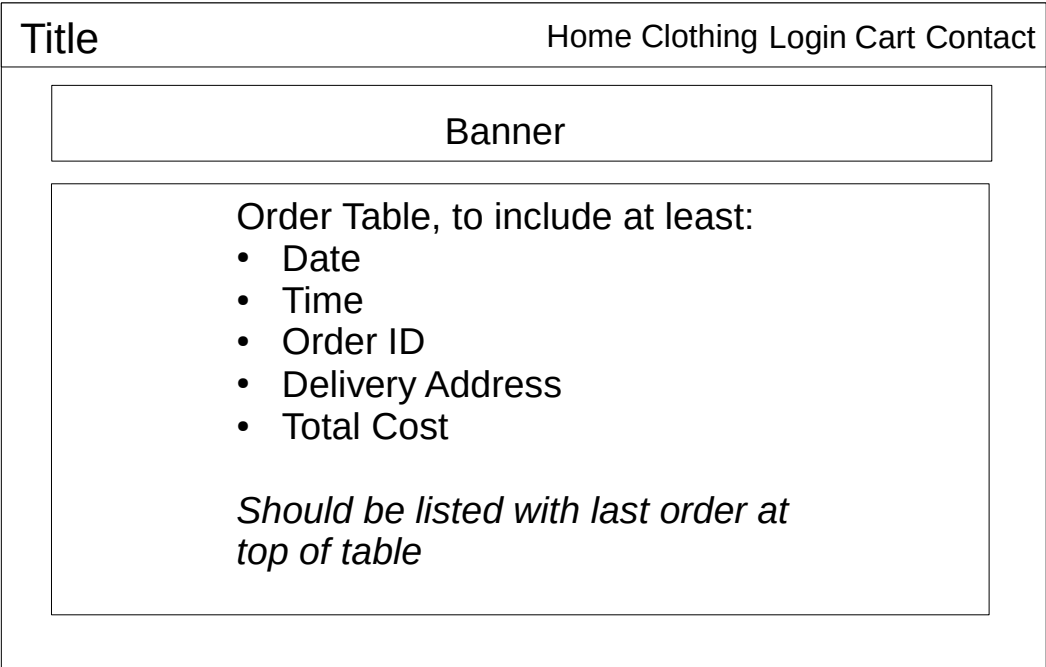 Title Home Clothing Login Cart Contact
Banner
Order Table, to include at least:
• Date
• Time
• Order ID
• Delivery Address
• Total Cost
Should be listed with last order at
top of table